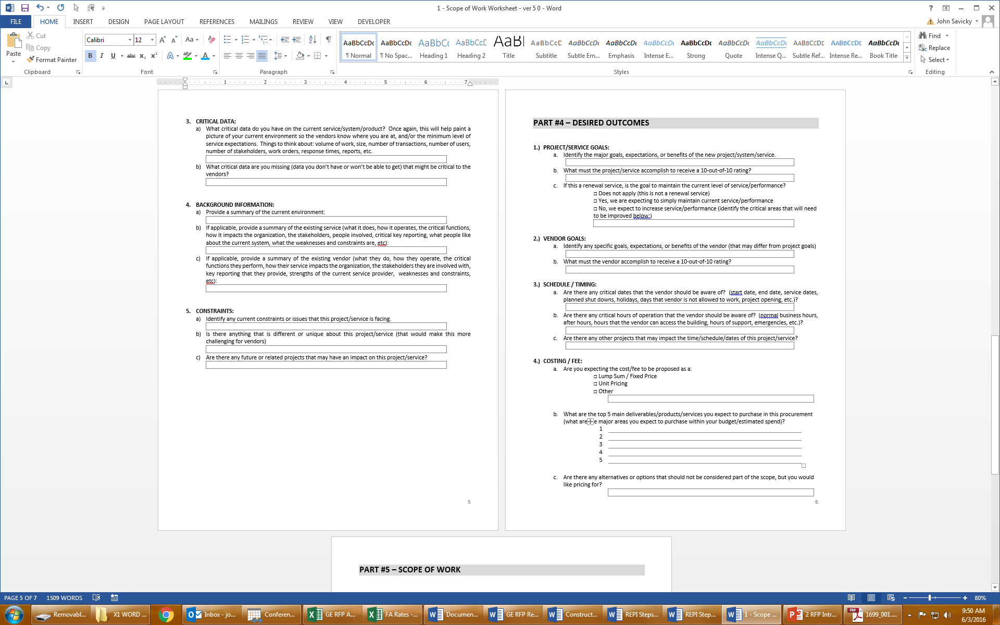 1 - Scope of Work Worksheet - ver 5 0 - Word
FILE HOME INSERT DESIGN PAGE LAYOUT REFERENCES MAILINGS REVIEW VIEW DEVELOPER John Savicky
Paste
Cut
Copy
Format Painter
Clipboard
Calibri 12
Font
Paragraph
AaBbCcDc AaBbCcDc AaBbCc AaBbCcD AaBl AaBbCcD AaBbCcDc AaBbCcDc AaBbCcDc AaBbCcDc AaBbCcDc AaBbCcDc AaBbCcDc AaBbCcDc AaBbCcDc
¶ Normal ¶ No Spac... Heading 1 Heading 2 Title Subtitle Subtle Em... Emphasis Intense E... Strong Quote Intense Q... Subtle Ref... Intense Re... Book Title
Styles
Find
Replace
Select
Editing
1 2 3 4 5 6 7
3. CRITICAL DATA:
a) What critical data do you have on the current service/system/product? Once again, this will help paint a
picture of your current environment so the vendors know where you are at, and/or the minimum level of
service expectations. Things to think about: volume of work, size, number of transactions, number of users,
number of stakeholders, work orders, response times, reports, etc.
b) What critical data are you missing (data you don't have or won't be able to get) that might be critical to the
vendors?
4. BACKGROUND INFORMATION:
a) Provide a summary of the current environment:
b) If applicable, provide a summary of the existing service (what it does, how it operates, the critical functions,
how it impacts the organization, the stakeholders, people involved, critical key reporting, what people like
about the current system, what the weaknesses and constraints are, etc):
c) If applicable, provide a summary of the existing vendor (what they do, how they operate, the critical
functions they perform, how their service impacts the organization, the stakeholders they are involved with,
key reporting that they provide, strengths of the current service provider, weaknesses and constraints,
etc):
5. CONSTRAINTS:
a) Identify any current constraints or issues that this project/service is facing.
b) Is there anything that is different or unique about this project/service (that would make this more
challenging for vendors)
c) Are there any future or related projects that may have an impact on this project/service?
5
PART #4 – DESIRED OUTCOMES
1.) PROJECT/SERVICE GOALS:
a. Identify the major goals, expectations, or benefits of the new project/system/service.
b. What must the project/service accomplish to receive a 10-out-of-10 rating?
c. If this a renewal service, is the goal to maintain the current level of service/performance?
□ Does not apply (this is not a renewal service)
□ Yes, we are expecting to simply maintain current service/performance
□ No, we expect to increase service/performance (identify the critical areas that will need
to be improved below:)
2.) VENDOR GOALS:
a. Identify any specific goals, expectations, or benefits of the vendor (that may differ from project goals)
b. What must the vendor accomplish to receive a 10-out-of-10 rating?
3.) SCHEDULE / TIMING:
a. Are there any critical dates that the vendor should be aware of? (start date, end date, service dates,
planned shut downs, holidays, days that vendor is not allowed to work, project opening, etc.)?
b. Are there any critical hours of operation that the vendor should be aware of? (normal business hours,
after hours, hours that the vendor can access the building, hours of support, emergencies, etc.)?
c. Are there any other projects that may impact the time/schedule/dates of this project/service?
4.) COSTING / FEE:
a. Are you expecting the cost/fee to be proposed as a:
□ Lump Sum / Fixed Price
□ Unit Pricing
□ Other
b. What are the top 5 main deliverables/products/services you expect to purchase in this procurement
(what are e major areas you expect to purchase within your budget/estimated spend)?
1
2
3
4
5
c. Are there any alternatives or options that should not be considered part of the scope, but you would
like pricing for?
6
PART #5 – SCOPE OF WORK
PAGE 5 OF 7 1509 WORDS 80%
Removabl... X1 WORD ... Inbox - jo... Conferen... GE RFP A... FA Rates -... Documen... GE RFP Re... Construct... REPI Steps... REPI Step... 1 - Scope ... 2 RFP Intr... 1699_001....
9:50 AM
6/3/2016